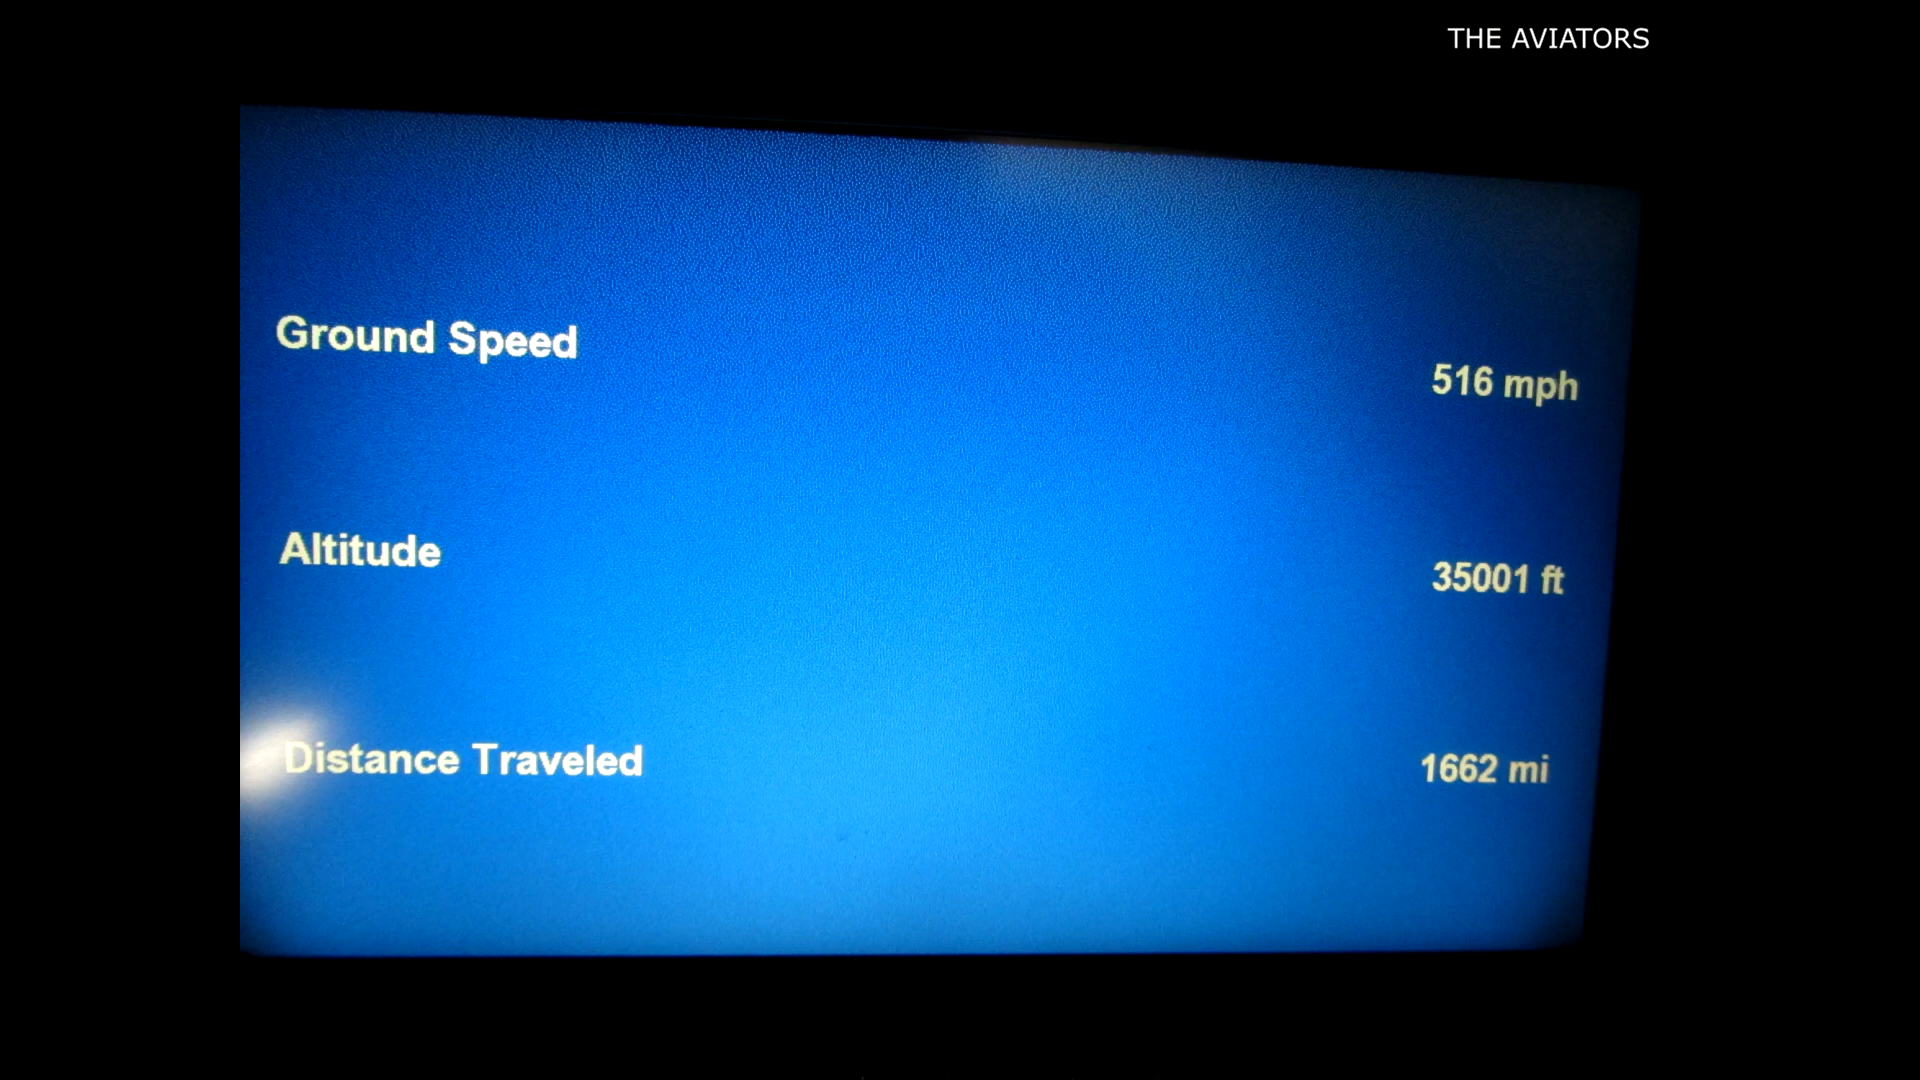 THE AVIATORS
Ground Speed
516 mph
Altitude
35001 ft
Distance Traveled
1662 mi